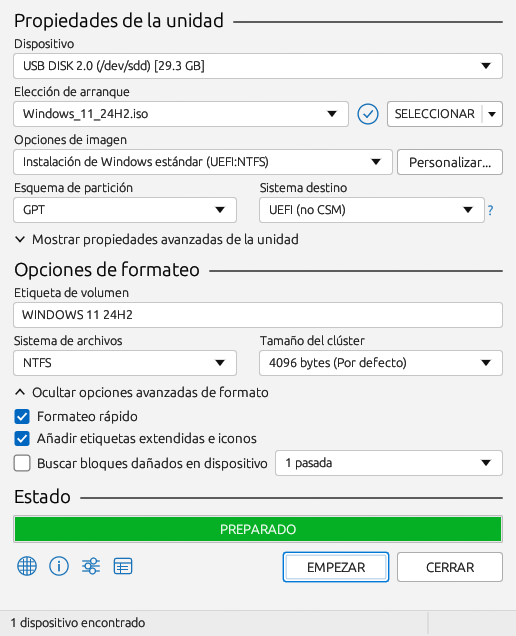 Propiedades de la unidad
Dispositivo
USB DISK 2.0 (/dev/sdd) [29.3 GB]
Elección de arranque
Windows_11_24H2.iso
SELECCIONAR
Opciones de imagen
Instalación de Windows estándar (UEFI:NTFS)
Personalizar...
Esquema de partición
Sistema destino
GPT
UEFI (no CSM)
?
Mostrar propiedades avanzadas de la unidad
Opciones de formateo
Etiqueta de volumen
WINDOWS 11 24H2
Sistema de archivos
Tamaño del clúster
NTFS
4096 bytes (Por defecto)
Ocultar opciones avanzadas de formato
Formateo rápido
Añadir etiquetas extendidas e iconos
Buscar bloques dañados en dispositivo
1 pasada
Estado
PREPARADO
EMPEZAR
CERRAR
1 dispositivo encontrado